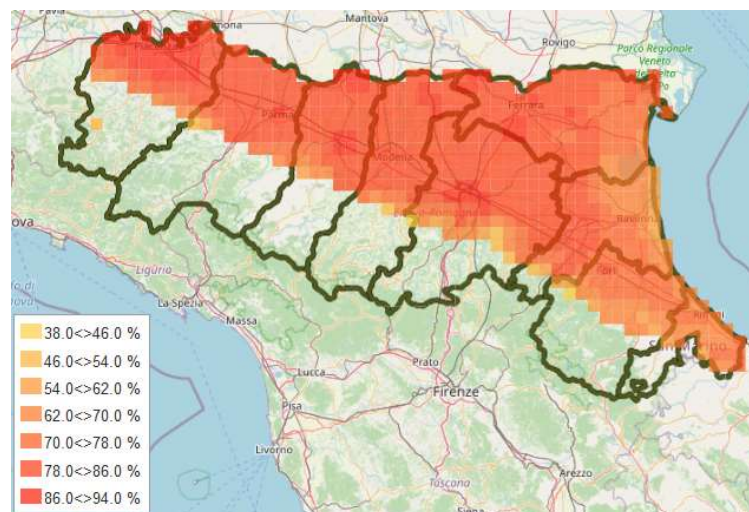 Mantova
Rovigo
Parco Regionale
Veneto
Ferrara
Parma
Modena
Ravenna
Forlì
Rimini
San Marino
Liguria
La Spezia
Massa
Prato
Lucca
Firenze
Pisa
Livorno
Arezzo
Toscana
38.0<>46.0 %
46.0<>54.0 %
54.0<>62.0 %
62.0<>70.0 %
70.0<>78.0 %
78.0<>86.0 %
86.0<>94.0 %